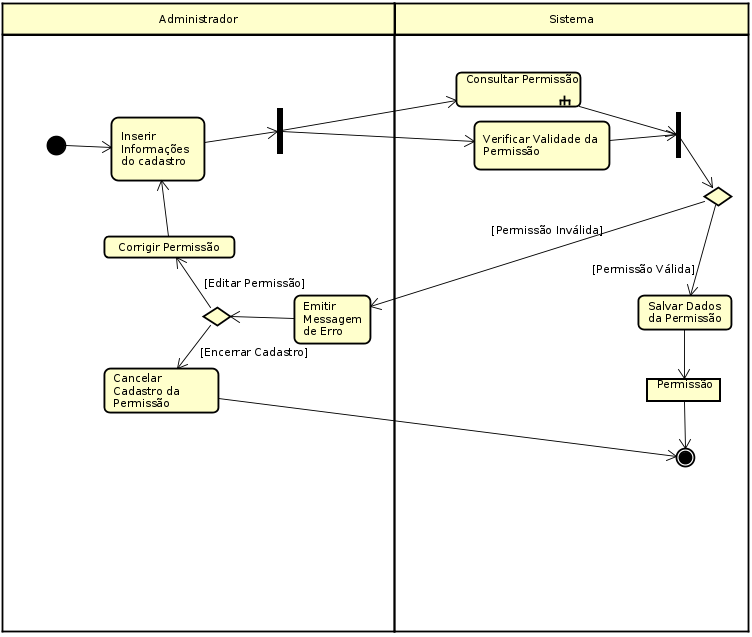 Administrador
Sistema
Consultar Permissão
Inserir
Informações
do cadastro
Verificar Validade da
Permissão
[Permissão Inválida]
Corrigir Permissão
[Permissão Válida]
[Editar Permissão]
Emitir
Messagem
de Erro
Salvar Dados
da Permissão
[Encerrar Cadastro]
Cancelar
Cadastro da
Permissão
Permissão